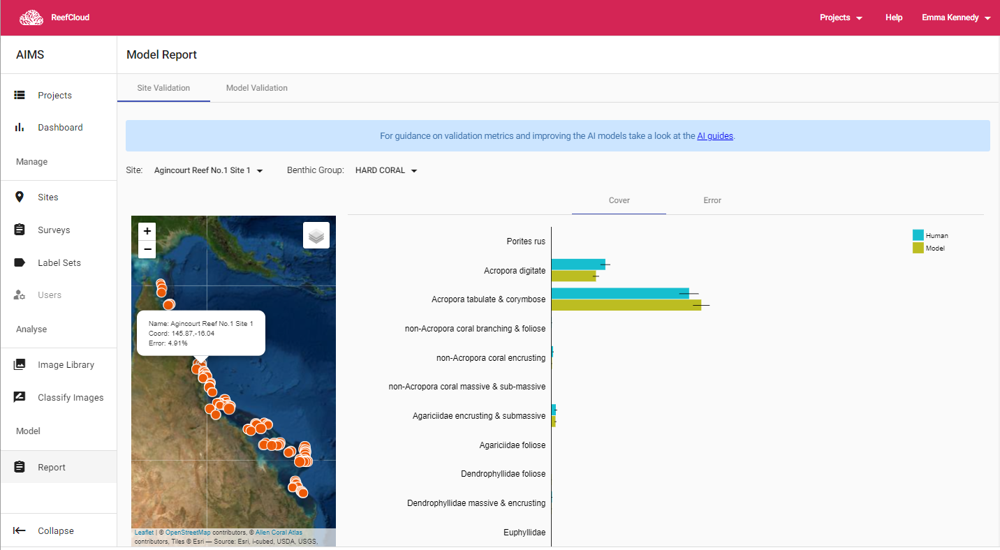 ReefCloud
Projects
Help
Emma Kennedy
AIMS
Model Report
Projects
Dashboard
Manage
Sites
Surveys
Label Sets
Users
Analyse
Image Library
Classify Images
Model
Report
Collapse
Site Validation
Model Validation
For guidance on validation metrics and improving the AI models take a look at the AI guides.
Site: Agincourt Reef No.1 Site 1
Benthic Group: HARD CORAL
+
−
Name: Agincourt Reef No.1 Site 1
Coord: 145.87,-16.04
Error: 4.91%
Leaflet | © OpenStreetMap contributors, © Allen Coral Atlas
contributors, Tiles © Esri — Source: Esri, i-cubed, USDA, USGS,
Cover
Error
Porites rus
Acropora digitate
Acropora tabulate & corymbose
non-Acropora coral branching & foliose
non-Acropora coral encrusting
non-Acropora coral massive & sub-massive
Agariciidae encrusting & submassive
Agariciidae foliose
Dendrophyllidae foliose
Dendrophyllidae massive & encrusting
Euphyllidae
Human
Model